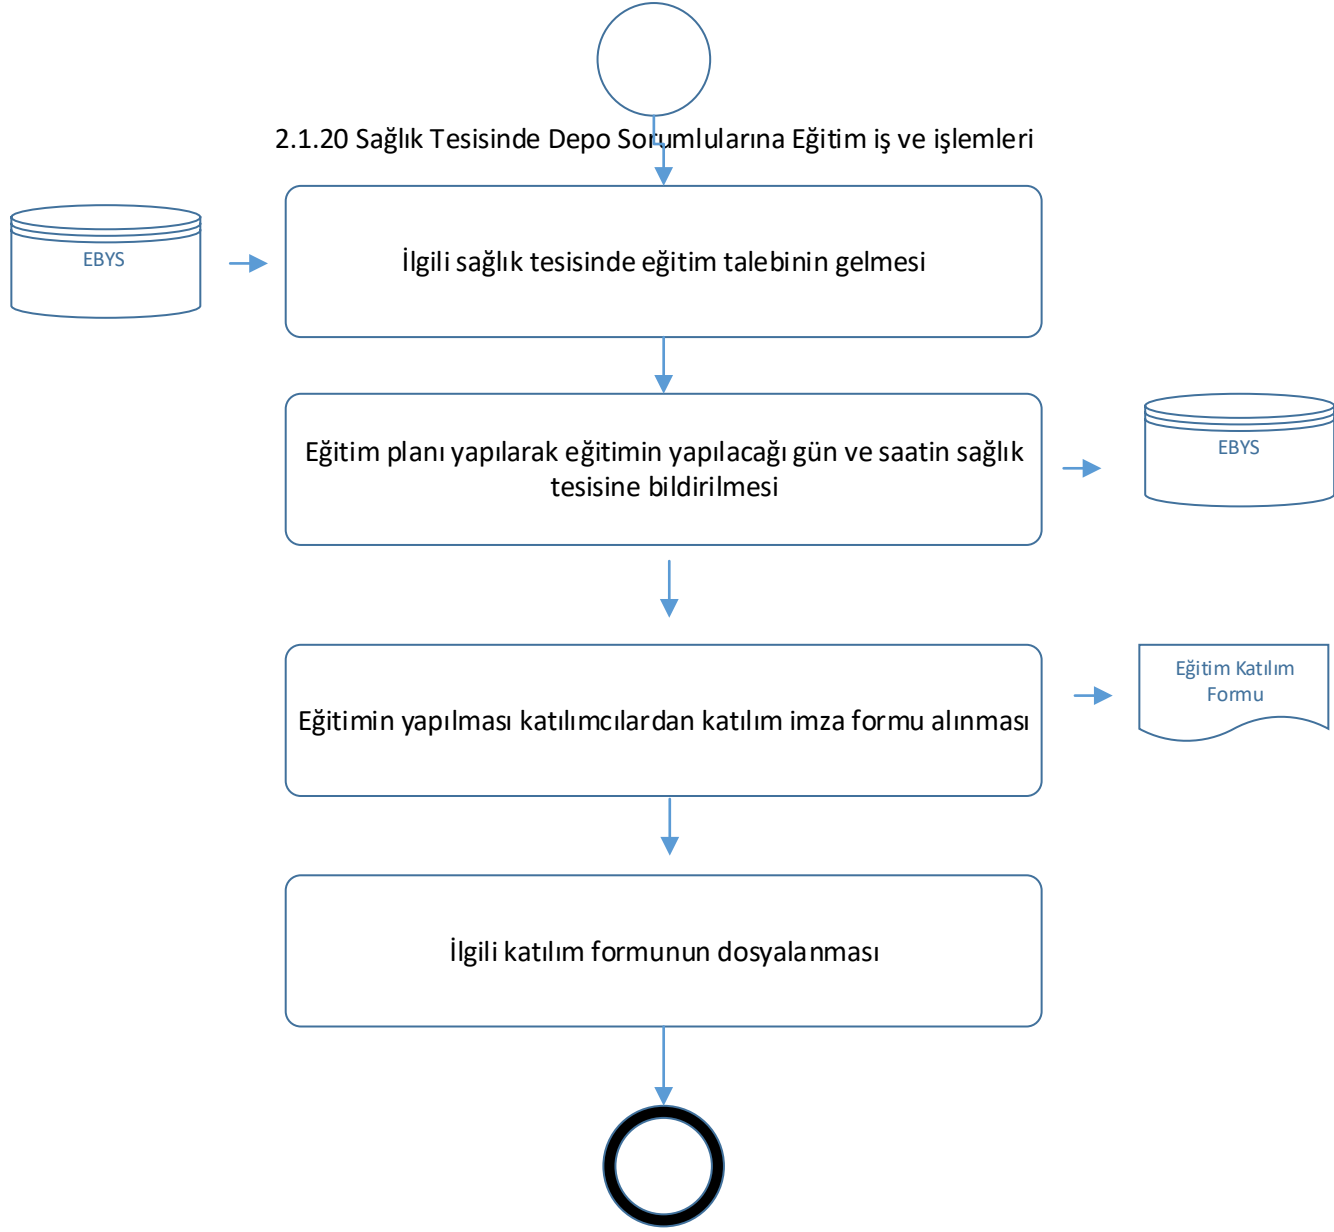 2.1.20 Sağlık Tesisinde Depo Sorumlularına Eğitim iş ve işlemleri
EBYS
İlgili sağlık tesisinde eğitim talebinin gelmesi
Eğitim planı yapılarak eğitimin yapılacağı gün ve saatin sağlık
tesisine bildirilmesi
EBYS
Eğitimin yapılması katılımcılardan katılım imza formu alınması
Eğitim Katılım
Formu
İlgili katılım formunun dosyalanması